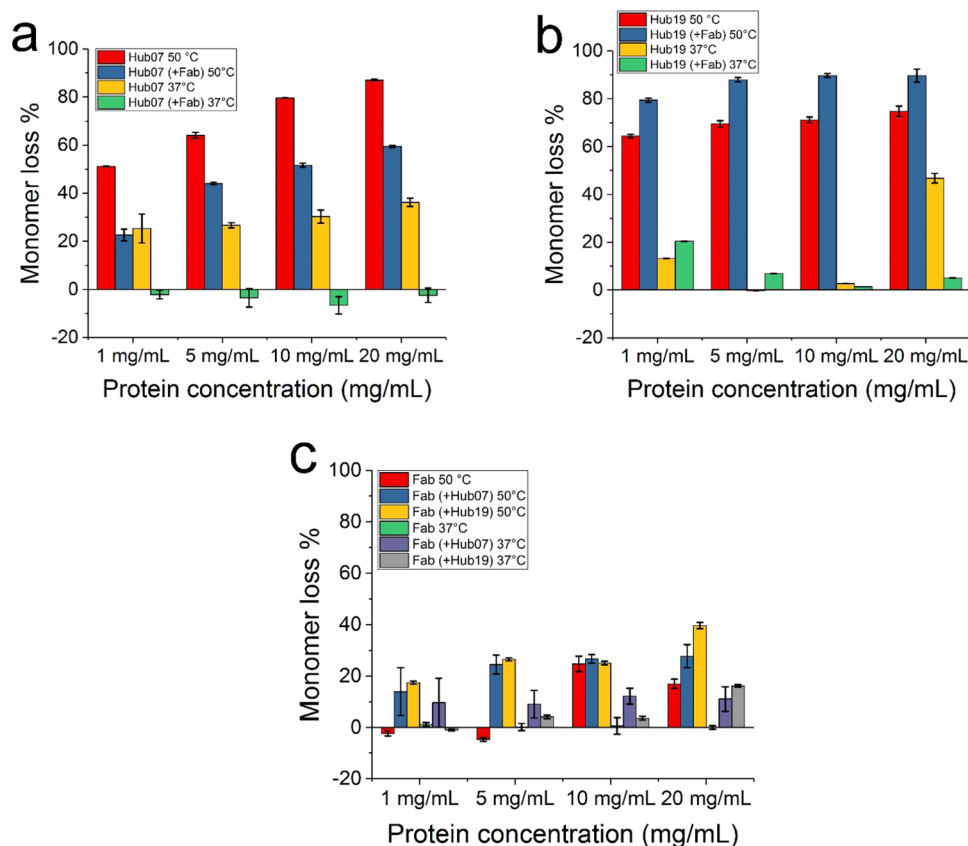 a
Hub07 50 °C
Hub07 (+Fab) 50°C
Hub07 37°C
Hub07 (+Fab) 37°C
100
80
60
40
20
0
-20
Monomer loss %
1 mg/mL 5 mg/mL 10 mg/mL 20 mg/mL
Protein concentration (mg/mL)
b
Hub19 50 °C
Hub19 (+Fab) 50°C
Hub19 37°C
Hub19 (+Fab) 37°C
100
80
60
40
20
0
-20
Monomer loss %
1 mg/mL 5 mg/mL 10 mg/mL 20 mg/mL
Protein concentration (mg/mL)
c
Fab 50 °C
Fab (+Hub07) 50°C
Fab (+Hub19) 50°C
Fab 37°C
Fab (+Hub07) 37°C
Fab (+Hub19) 37°C
100
80
60
40
20
0
-20
Monomer loss %
1 mg/mL 5 mg/mL 10 mg/mL 20 mg/mL
Protein concentration (mg/mL)